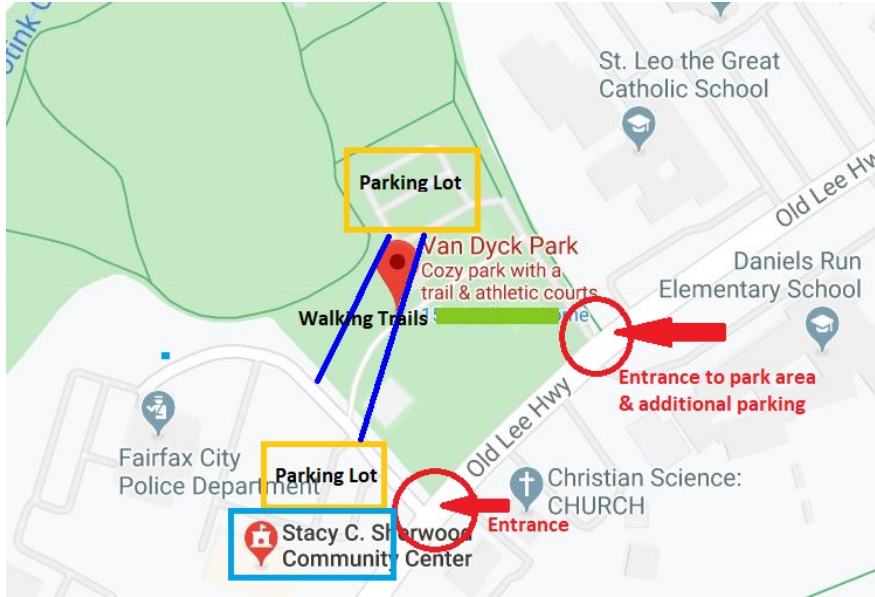 St. Leo the Great
Catholic School
Parking Lot
Old Lee Hw
Van Dyck Park
Cozy park with a
trail & athletic courts
Daniels Run
Elementary School
Walking Trails
Entrance to park area
& additional parking
Old Lee Hwy
Fairfax City
Police Department
Parking Lot
Christian Science:
CHURCH
Entrance
Stacy C. Sherwood
Community Center